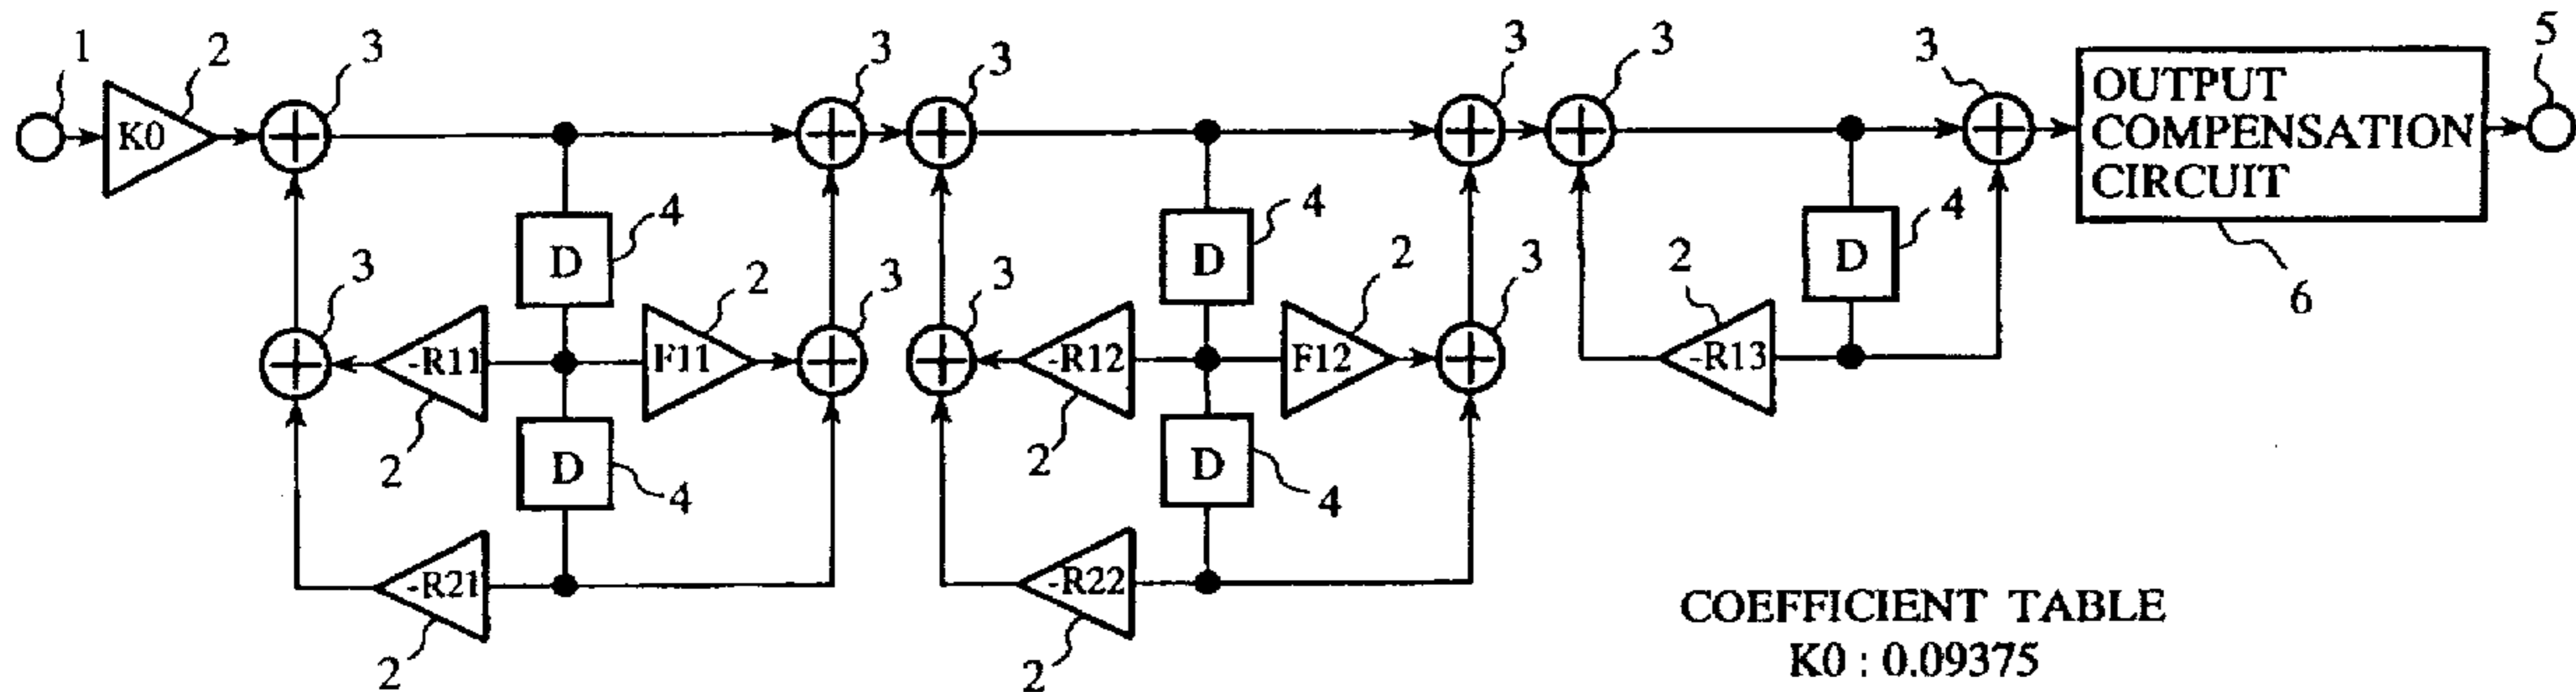 1 2 3 3 3 3 3 3 5
K0 OUTPUT
COMPENSATION
CIRCUIT
4 4 4
D D D
3 2 3 3 2 3 2 6
-R11 F11 -R12 F12 -R13
2 2
D 4 D 4
-R21 -R22
2 2
COEFFICIENT TABLE
K0 : 0.09375